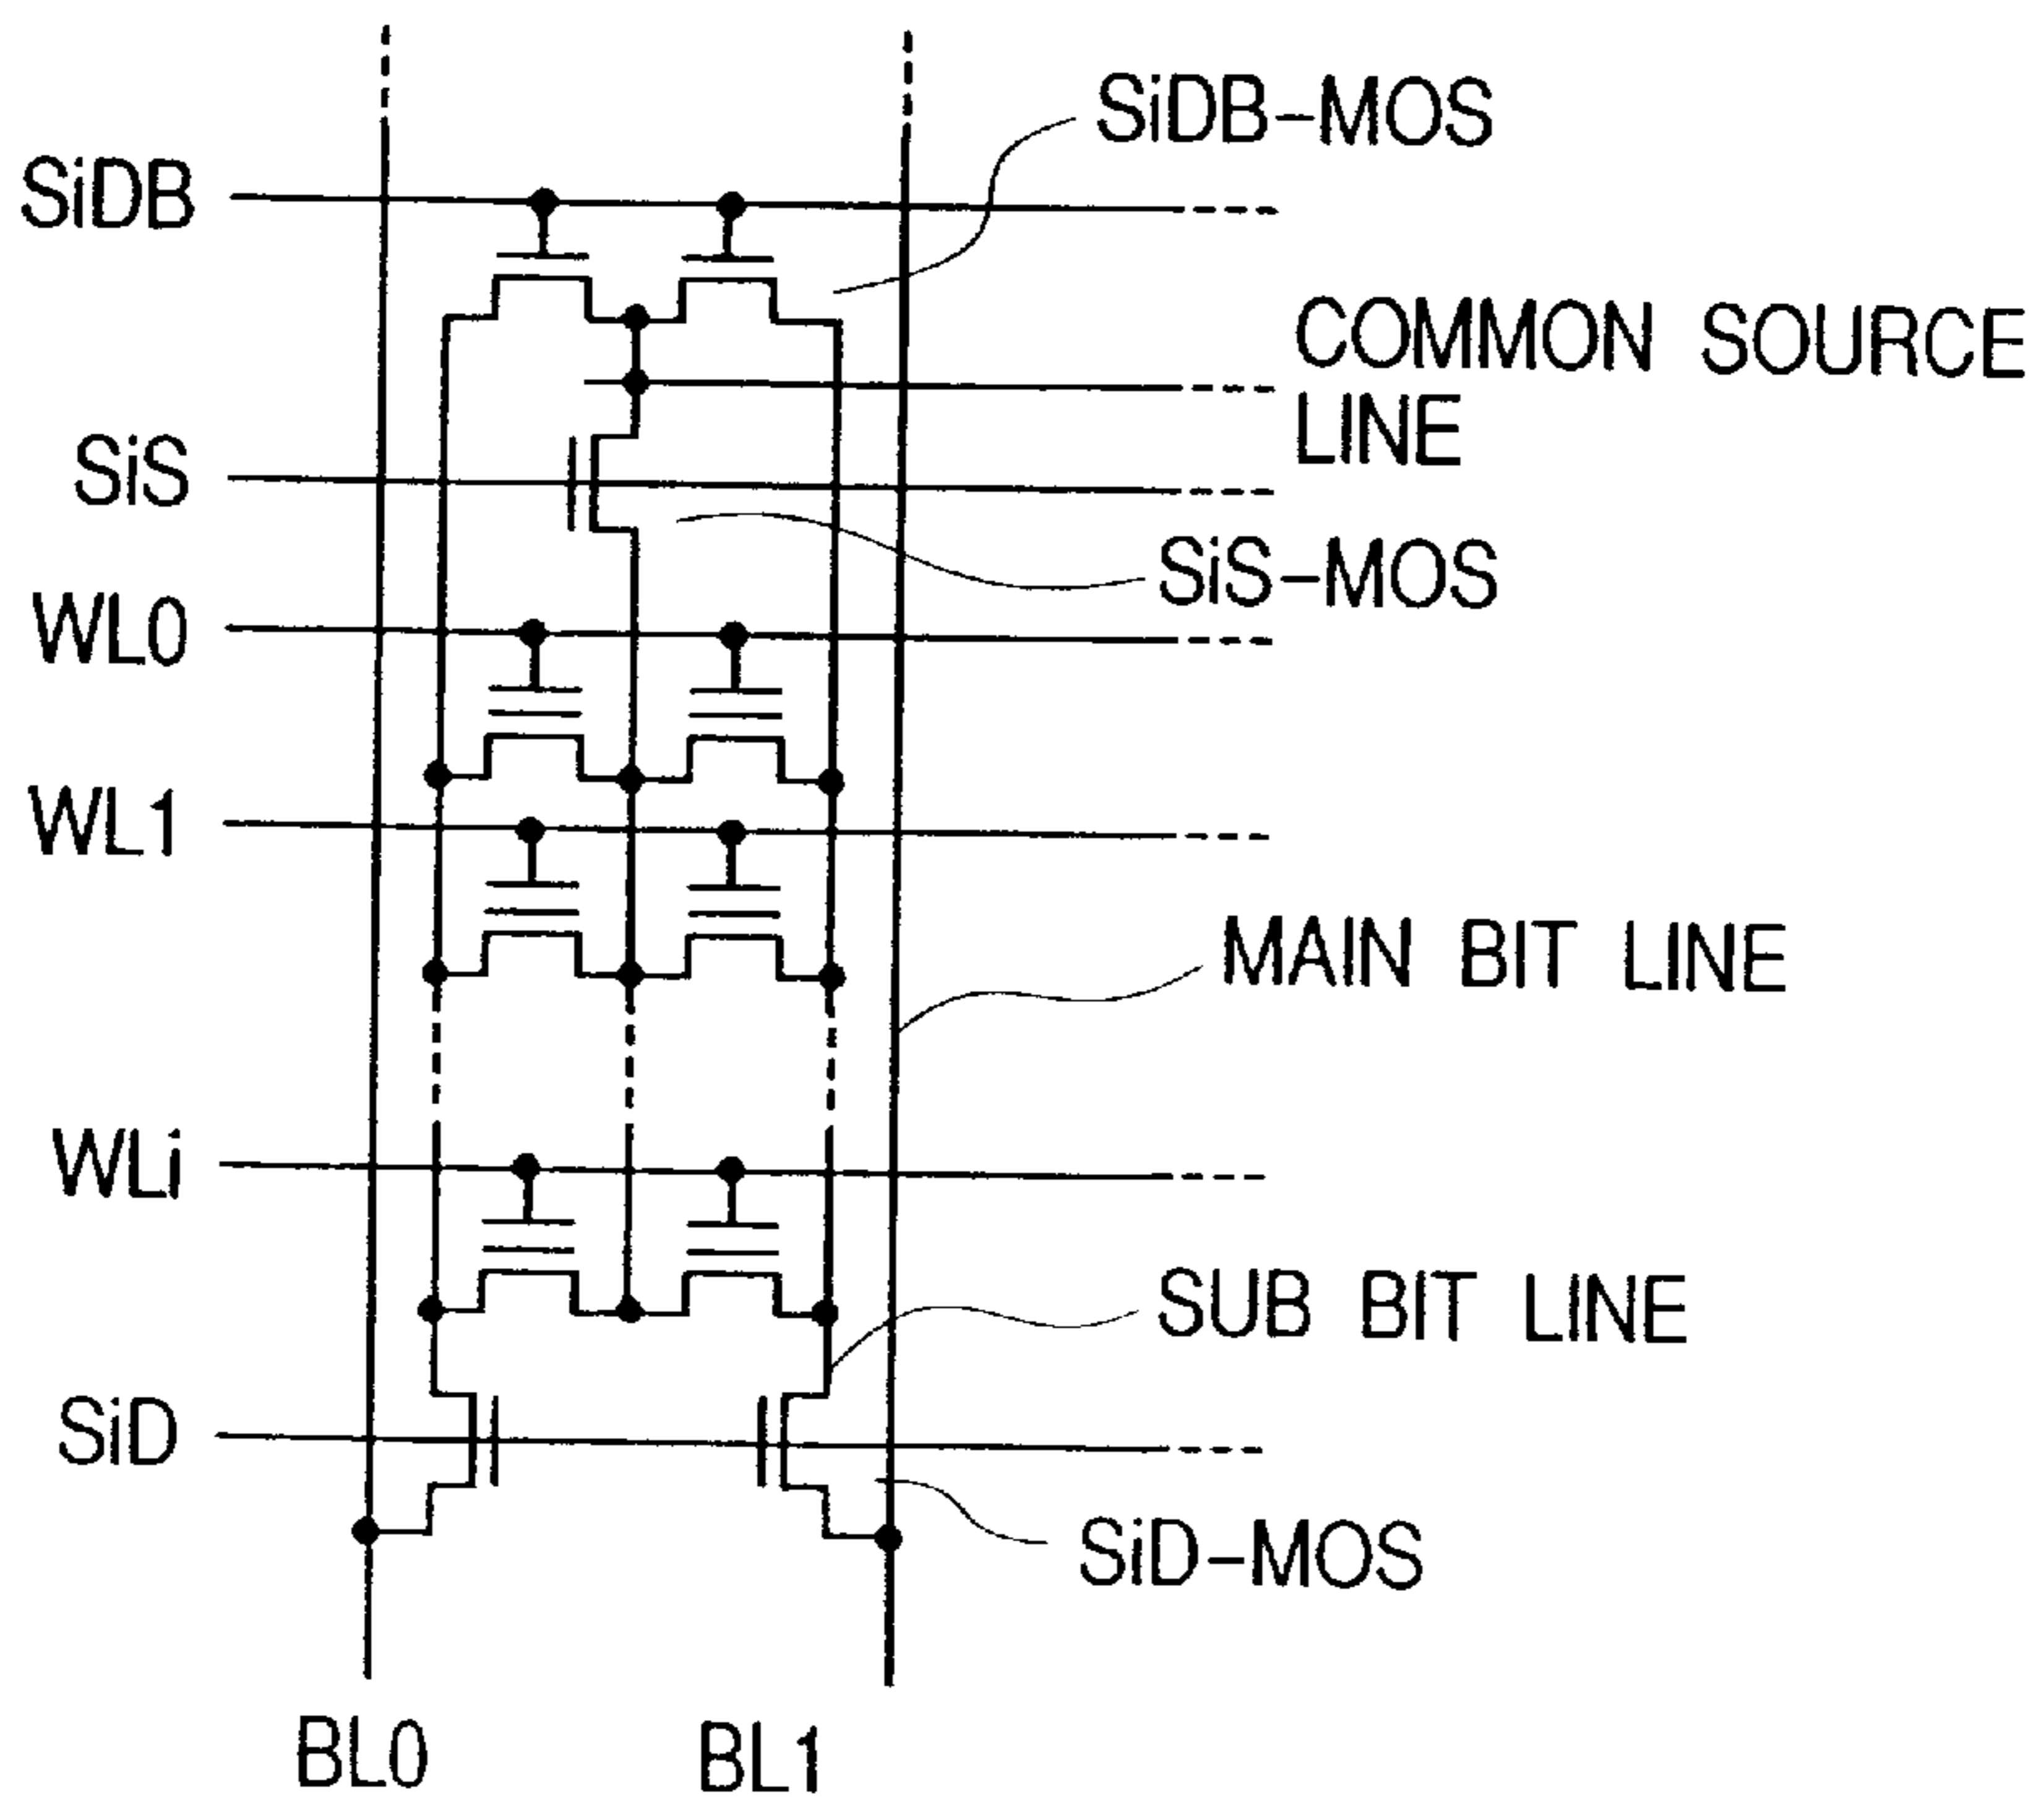 SiDB-MOS
SiDB
COMMON SOURCE
LINE
SiS
SiS-MOS
WL0
WL1
MAIN BIT LINE
WLi
SUB BIT LINE
SiD
SiD-MOS
BL0
BL1